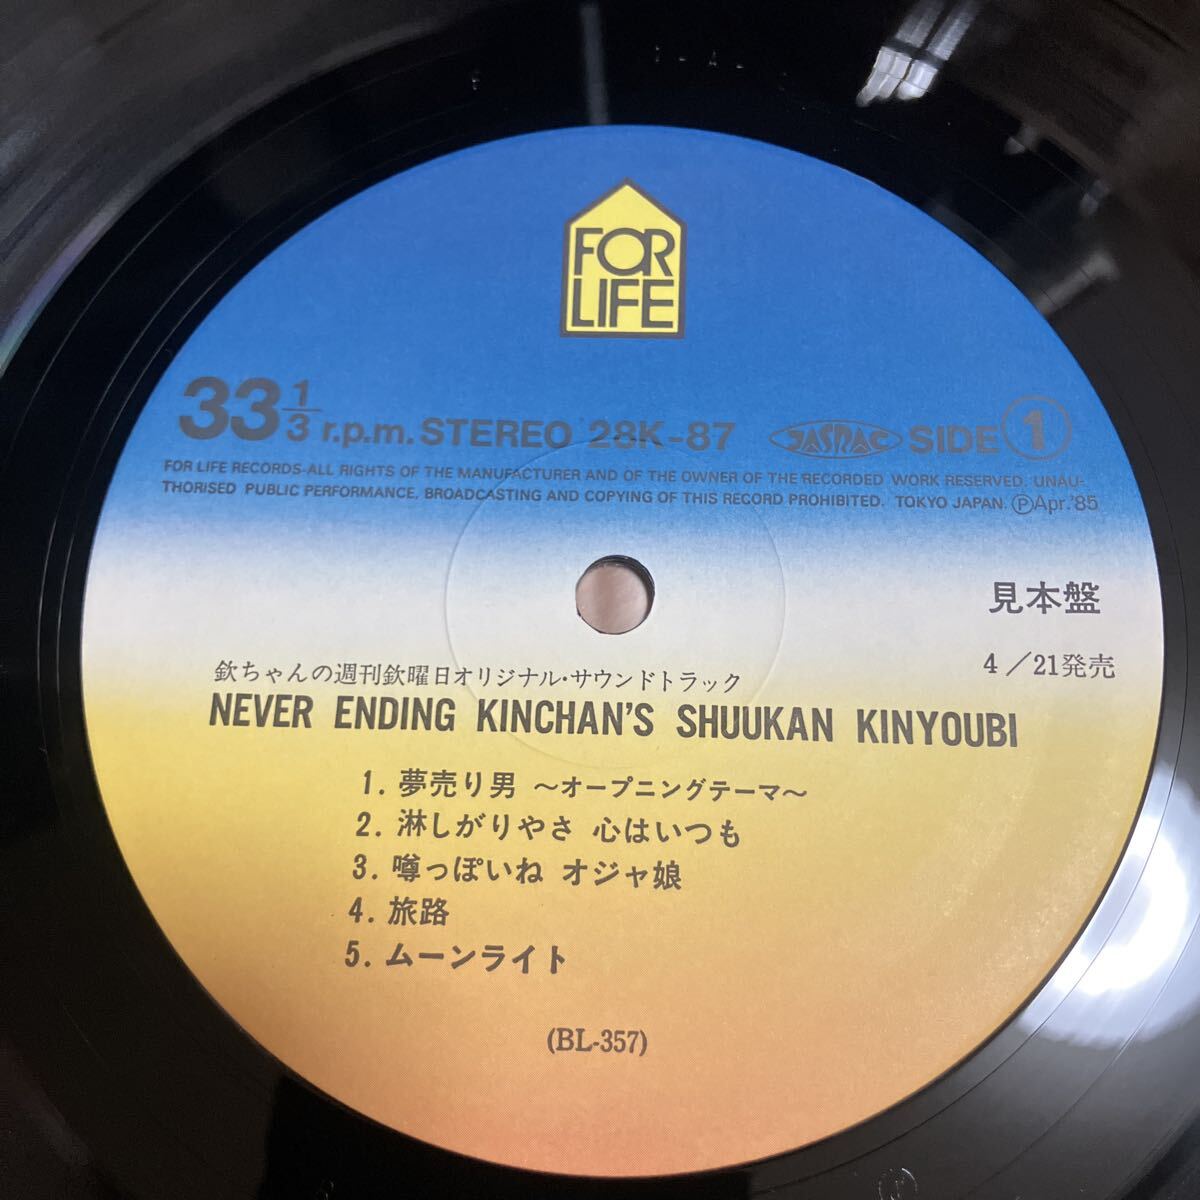 FOR
LIFE
33 1/3 r.p.m. STEREO 28K-87 JASRAC SIDE 1
FOR LIFE RECORDS-ALL RIGHTS OF THE MANUFACTURER AND OF THE OWNER OF THE RECORDED WORK RESERVED. UNAU-
THORISED PUBLIC PERFORMANCE, BROADCASTING AND COPYING OF THIS RECORD PROHIBITED. TOKYO JAPAN. ⓅApr.'85
見本盤
4/21発売
欽ちゃんの週刊欽曜日オリジナル・サウンドトラック
NEVER ENDING KINCHAN'S SHUUKAN KINYOUBI
1. 夢売り男 〜オープニングテーマ〜
2. 淋しがりやさ 心はいつも
3. 噂っぽいね オジャ娘
4. 旅路
5. ムーンライト
(BL-357)